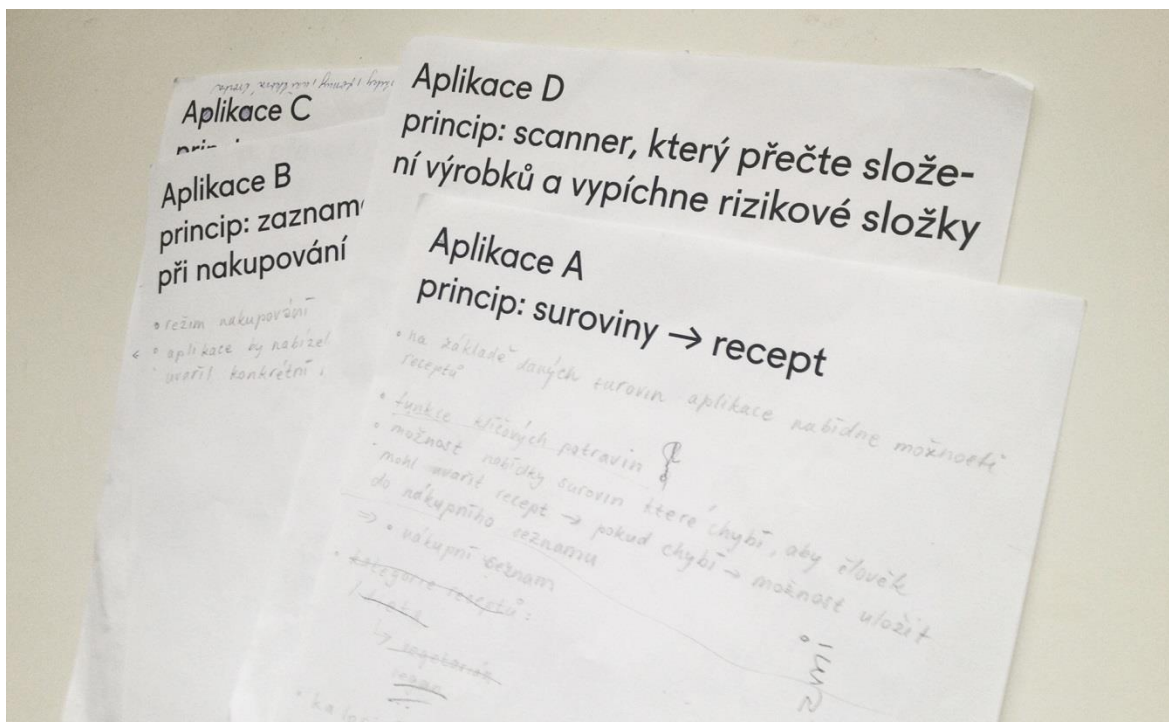 Aplikace C
Aplikace B
princip:
při nakupování
• režim nakupování
• aplikace by nabízel
uvařil konkrétní
Aplikace D
princip: scanner, který přečte slože-
ní výrobků a vypíchne rizikové složky
Aplikace A
princip: suroviny → recept
• na základě daných surovin aplikace nabídne možnosti
receptů
• funkce klíčových potravin
• možnost nabídky surovin které chybí, aby člověk
mohl uvařit recept → pokud chybí → možnost uložit
do nákupního seznamu
⇒ • nákupní seznam
• kategorie receptů: